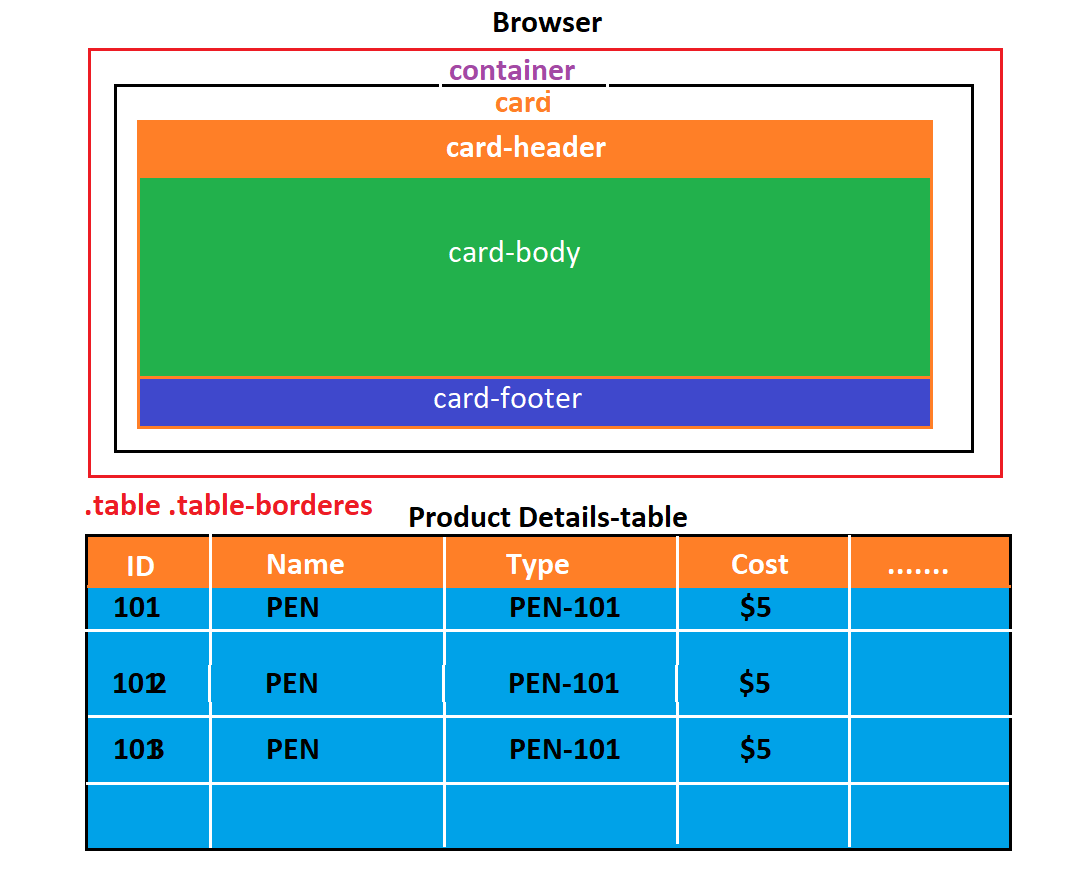 Browser
container
card
card-header
card-body
card-footer
.table .table-borderes
Product Details-table
ID Name Type Cost .......
101 PEN PEN-101 $5
102 PEN PEN-101 $5
103 PEN PEN-101 $5